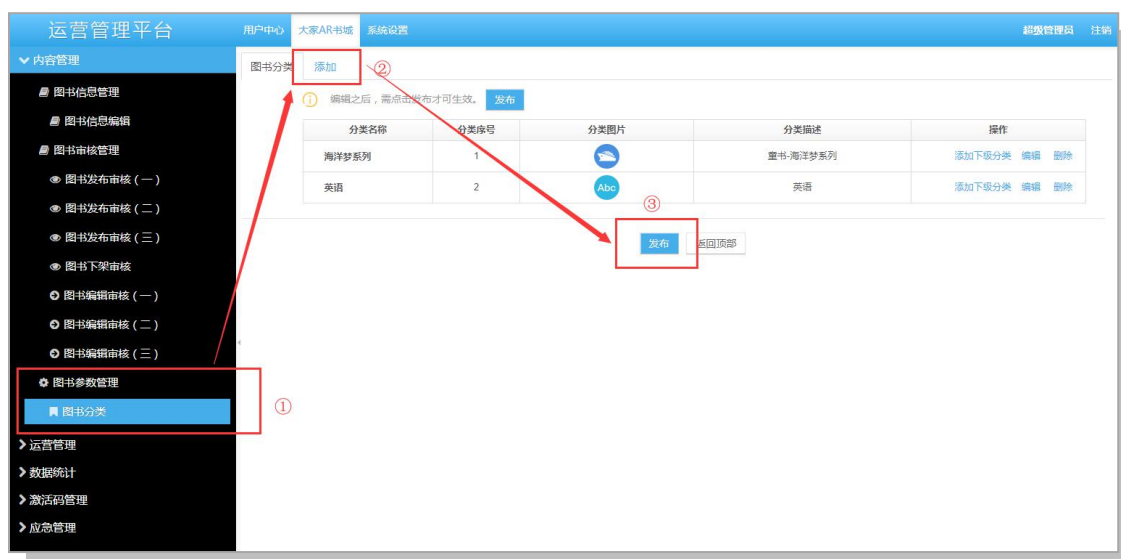 运营管理平台 用户中心 大家AR书城 系统设置 超级管理员 注销
内容管理
图书信息管理
图书信息编辑
图书审核管理
图书发布审核（一）
图书发布审核（二）
图书发布审核（三）
图书下架审核
图书编辑审核（一）
图书编辑审核（二）
图书编辑审核（三）
图书参数管理
图书分类
运营管理
数据统计
激活码管理
应急管理
①
图书分类 添加 ②
编辑之后，需点击发布才可生效。 发布
分类名称 分类序号 分类图片 分类描述 操作
海洋梦系列 1 童书-海洋梦系列 添加下级分类 编辑 删除
英语 2 Abc 英语 添加下级分类 编辑 删除
③
发布 返回顶部